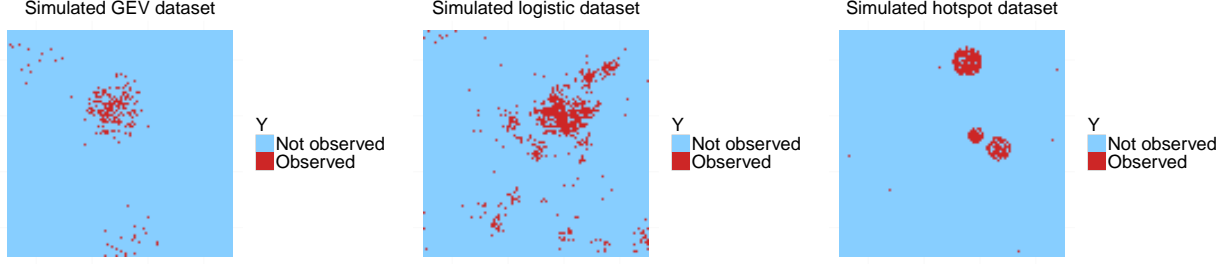 Simulated GEV dataset
Y
Not observed
Observed
Simulated logistic dataset
Y
Not observed
Observed
Simulated hotspot dataset
Y
Not observed
Observed